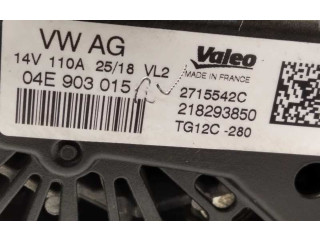 VW AG
14V 110A 25/18 VL2
04E 903 015
Valeo
MADE IN FRANCE
2715542C
218293850
TG12C -280